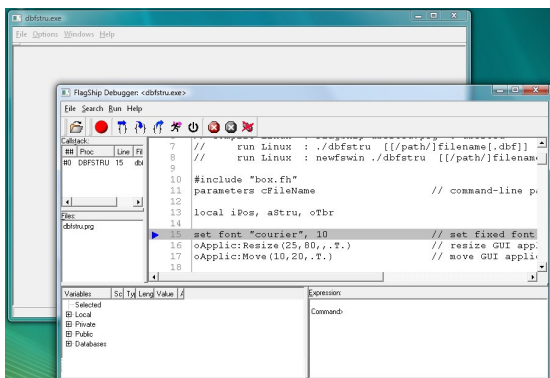 dbfstru.exe
File Options Windows Help
FlagShip Debugger: <dbfstru.exe>
File Search Run Help
Callstack:
## Proc Line Fil
#0 DBFSTRU 15 dbf
Files:
dbfstru.prg
7 //
8 // run Linux : ./dbfstru [[/path/]filename[.dbf]]
9 // run Linux : newfswin ./dbfstru [[/path/]filenam
10 #include "box.fh"
11 parameters cFileName // command-line pa
12
13 local iPos, aStru, oTbr
14
15 set font "courier", 10 // set fixed font
16 oApplic:Resize(25,80,,.T.) // resize GUI appl
17 oApplic:Move(10,20,.T.) // move GUI applic
18
Variables Sc Ty Leng Value
Selected
Local
Private
Public
Databases
Expression:
Command>